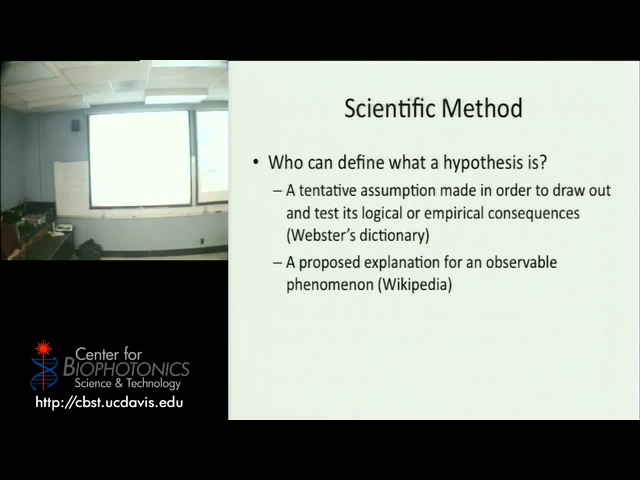 Scientific Method
• Who can define what a hypothesis is?
– A tentative assumption made in order to draw out
and test its logical or empirical consequences
(Webster's dictionary)
– A proposed explanation for an observable
phenomenon (Wikipedia)
Center for
BIOPHOTONICS
Science & Technology
http://cbst.ucdavis.edu